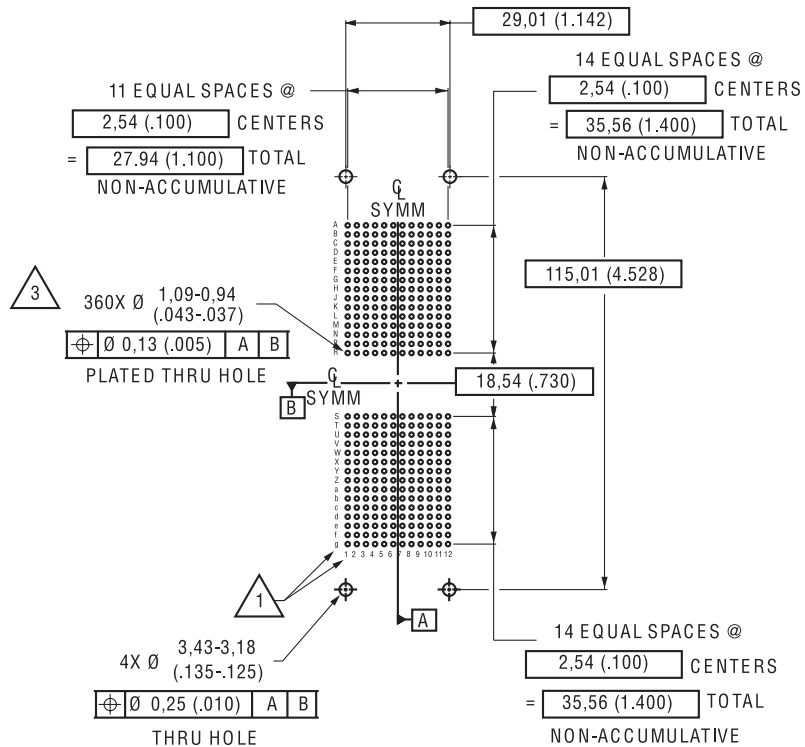 29,01 (1.142)
11 EQUAL SPACES @
2,54 (.100) CENTERS
= 27.94 (1.100) TOTAL
NON-ACCUMULATIVE
14 EQUAL SPACES @
2,54 (.100) CENTERS
= 35,56 (1.400) TOTAL
NON-ACCUMULATIVE
℄
SYMM
A
B
C
D
E
F
G
H
J
K
L
M
N
R
115,01 (4.528)
3
360X Ø 1,09-0,94
(.043-.037)
⌖ Ø 0,13 (.005) A B
PLATED THRU HOLE
℄
SYMM
B
18,54 (.730)
S
T
U
V
W
X
Y
Z
a
b
c
d
e
f
g
1 2 3 4 5 6 7 8 9 10 11 12
1
A
4X Ø 3,43-3,18
(.135-.125)
⌖ Ø 0,25 (.010) A B
THRU HOLE
14 EQUAL SPACES @
2,54 (.100) CENTERS
= 35,56 (1.400) TOTAL
NON-ACCUMULATIVE